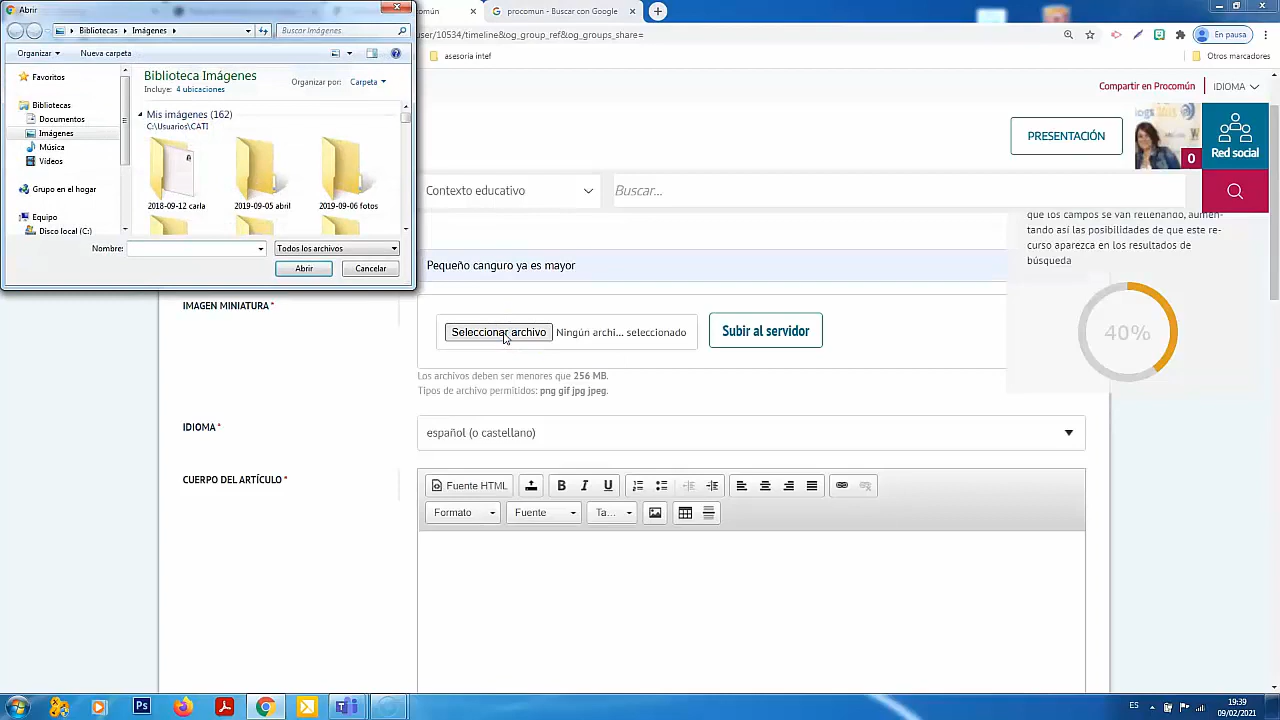 Abrir
Bibliotecas
Imágenes
Buscar Imágenes
Organizar
Nueva carpeta
Favoritos
Bibliotecas
Documentos
Imágenes
Música
Vídeos
Grupo en el hogar
Equipo
Disco local (C:)
Biblioteca Imágenes
Incluye: 4 ubicaciones
Organizar por: Carpeta
Mis imágenes (162)
C:\Usuarios\CATI
2018-09-12 carla
2019-09-05 abril
2019-09-06 fotos
Nombre:
Todos los archivos
Abrir
Cancelar
procomun - Buscar con Google
user/10534/timeline&log_group_ref&log_groups_share=
En pausa
asesoría intef
Otros marcadores
Compartir en Procomún
IDIOMA
PRESENTACIÓN
0
Red social
Contexto educativo
Buscar...
que los campos se van rellenando, aumen-
tando así las posibilidades de que este re-
curso aparezca en los resultados de
búsqueda
40%
Pequeño canguro ya es mayor
IMAGEN MINIATURA *
Seleccionar archivo
Ningún archi... seleccionado
Subir al servidor
Los archivos deben ser menores que 256 MB.
Tipos de archivo permitidos: png gif jpg jpeg.
IDIOMA *
español (o castellano)
CUERPO DEL ARTÍCULO *
Fuente HTML
B I U
Formato
Fuente
Ta...
Ps
ES
19:39
09/02/2021